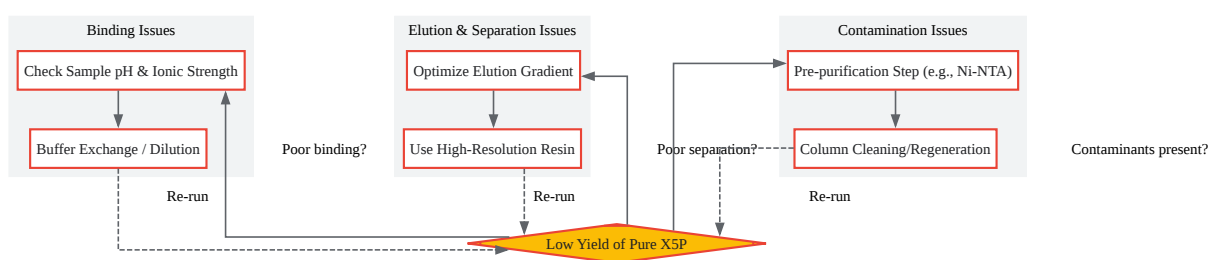 Binding Issues
Check Sample pH & Ionic Strength
Buffer Exchange / Dilution
Poor binding?
Re-run
Elution & Separation Issues
Optimize Elution Gradient
Use High-Resolution Resin
Poor separation?
Re-run
Contamination Issues
Pre-purification Step (e.g., Ni-NTA)
Column Cleaning/Regeneration
Contaminants present?
Re-run
Low Yield of Pure X5P